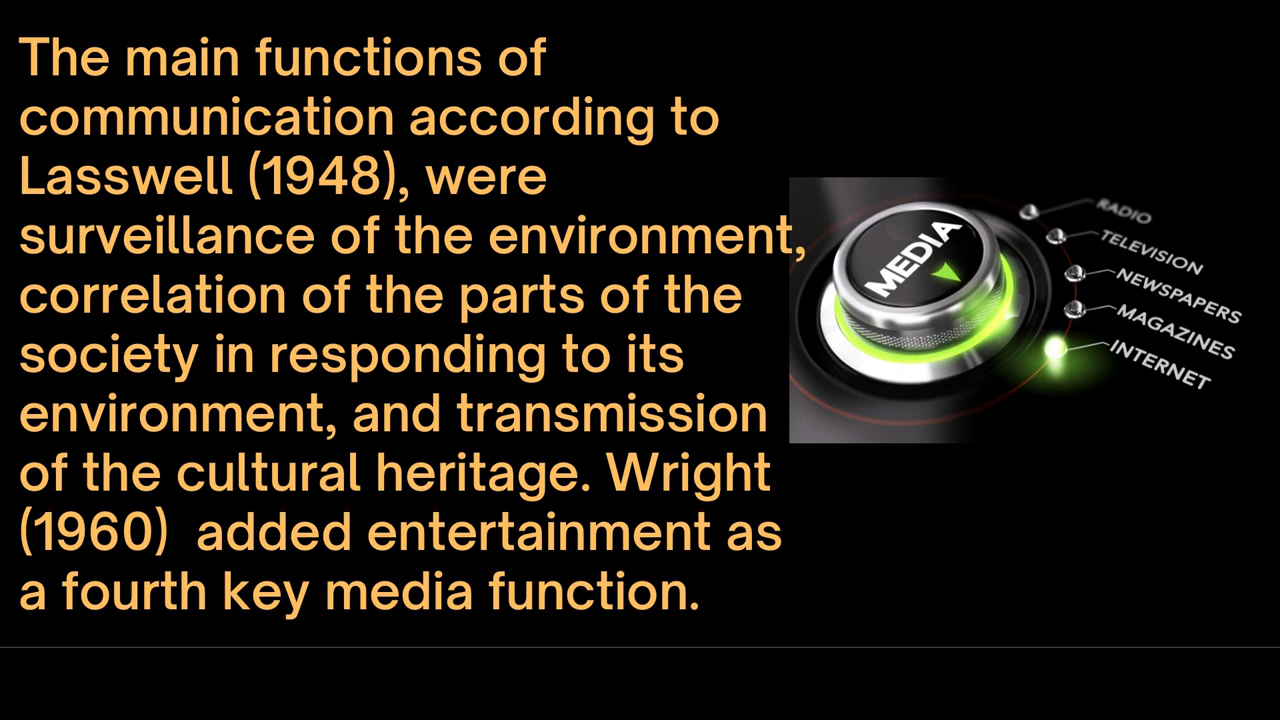 The main functions of
communication according to
Lasswell (1948), were
surveillance of the environment,
correlation of the parts of the
society in responding to its
environment, and transmission
of the cultural heritage. Wright
(1960)  added entertainment as
a fourth key media function.
MEDIA
RADIO
TELEVISION
NEWSPAPERS
MAGAZINES
INTERNET